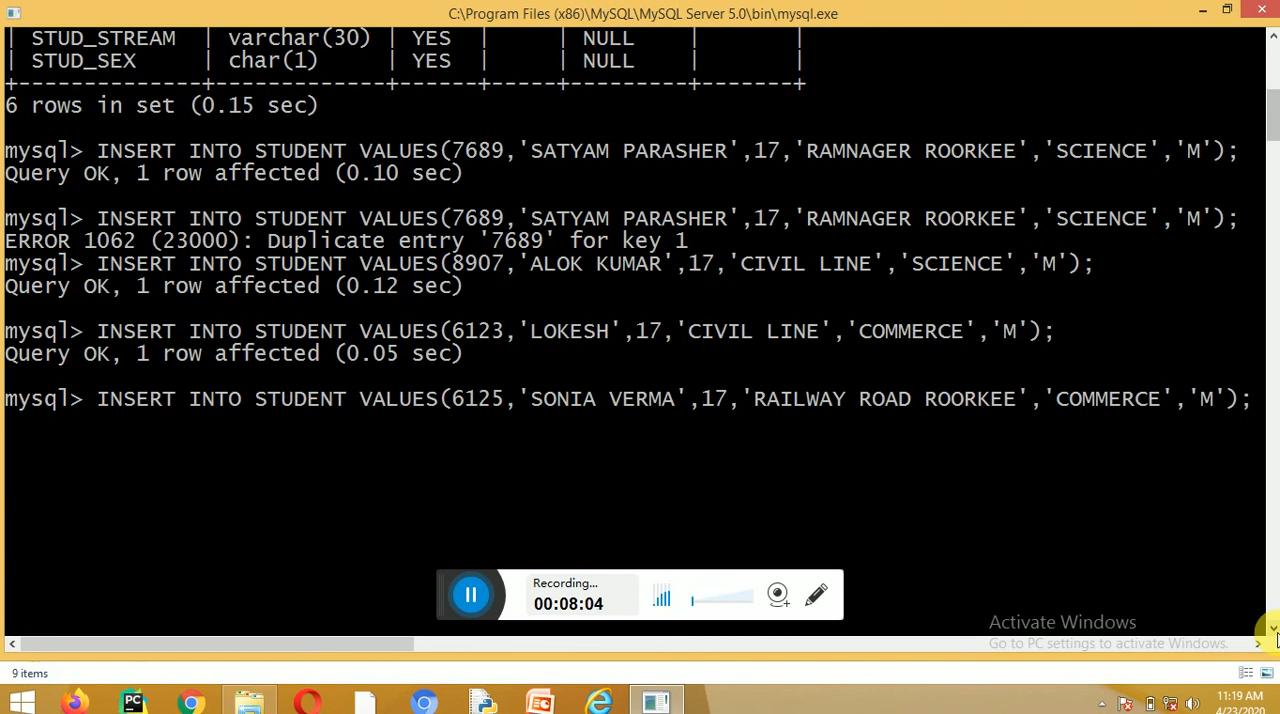 C:\Program Files (x86)\MySQL\MySQL Server 5.0\bin\mysql.exe
| STUD_STREAM | varchar(30) | YES | | NULL | |
| STUD_SEX | char(1) | YES | | NULL | |
+--------------+-------------+------+-----+---------+-------+
6 rows in set (0.15 sec)
mysql> INSERT INTO STUDENT VALUES(7689,'SATYAM PARASHER',17,'RAMNAGER ROORKEE','SCIENCE','M');
Query OK, 1 row affected (0.10 sec)
mysql> INSERT INTO STUDENT VALUES(7689,'SATYAM PARASHER',17,'RAMNAGER ROORKEE','SCIENCE','M');
ERROR 1062 (23000): Duplicate entry '7689' for key 1
mysql> INSERT INTO STUDENT VALUES(8907,'ALOK KUMAR',17,'CIVIL LINE','SCIENCE','M');
Query OK, 1 row affected (0.12 sec)
mysql> INSERT INTO STUDENT VALUES(6123,'LOKESH',17,'CIVIL LINE','COMMERCE','M');
Query OK, 1 row affected (0.05 sec)
mysql> INSERT INTO STUDENT VALUES(6125,'SONIA VERMA',17,'RAILWAY ROAD ROORKEE','COMMERCE','M');
Recording...
00:08:04
Activate Windows
Go to PC settings to activate Windows.
9 items
11:19 AM
4/23/2020